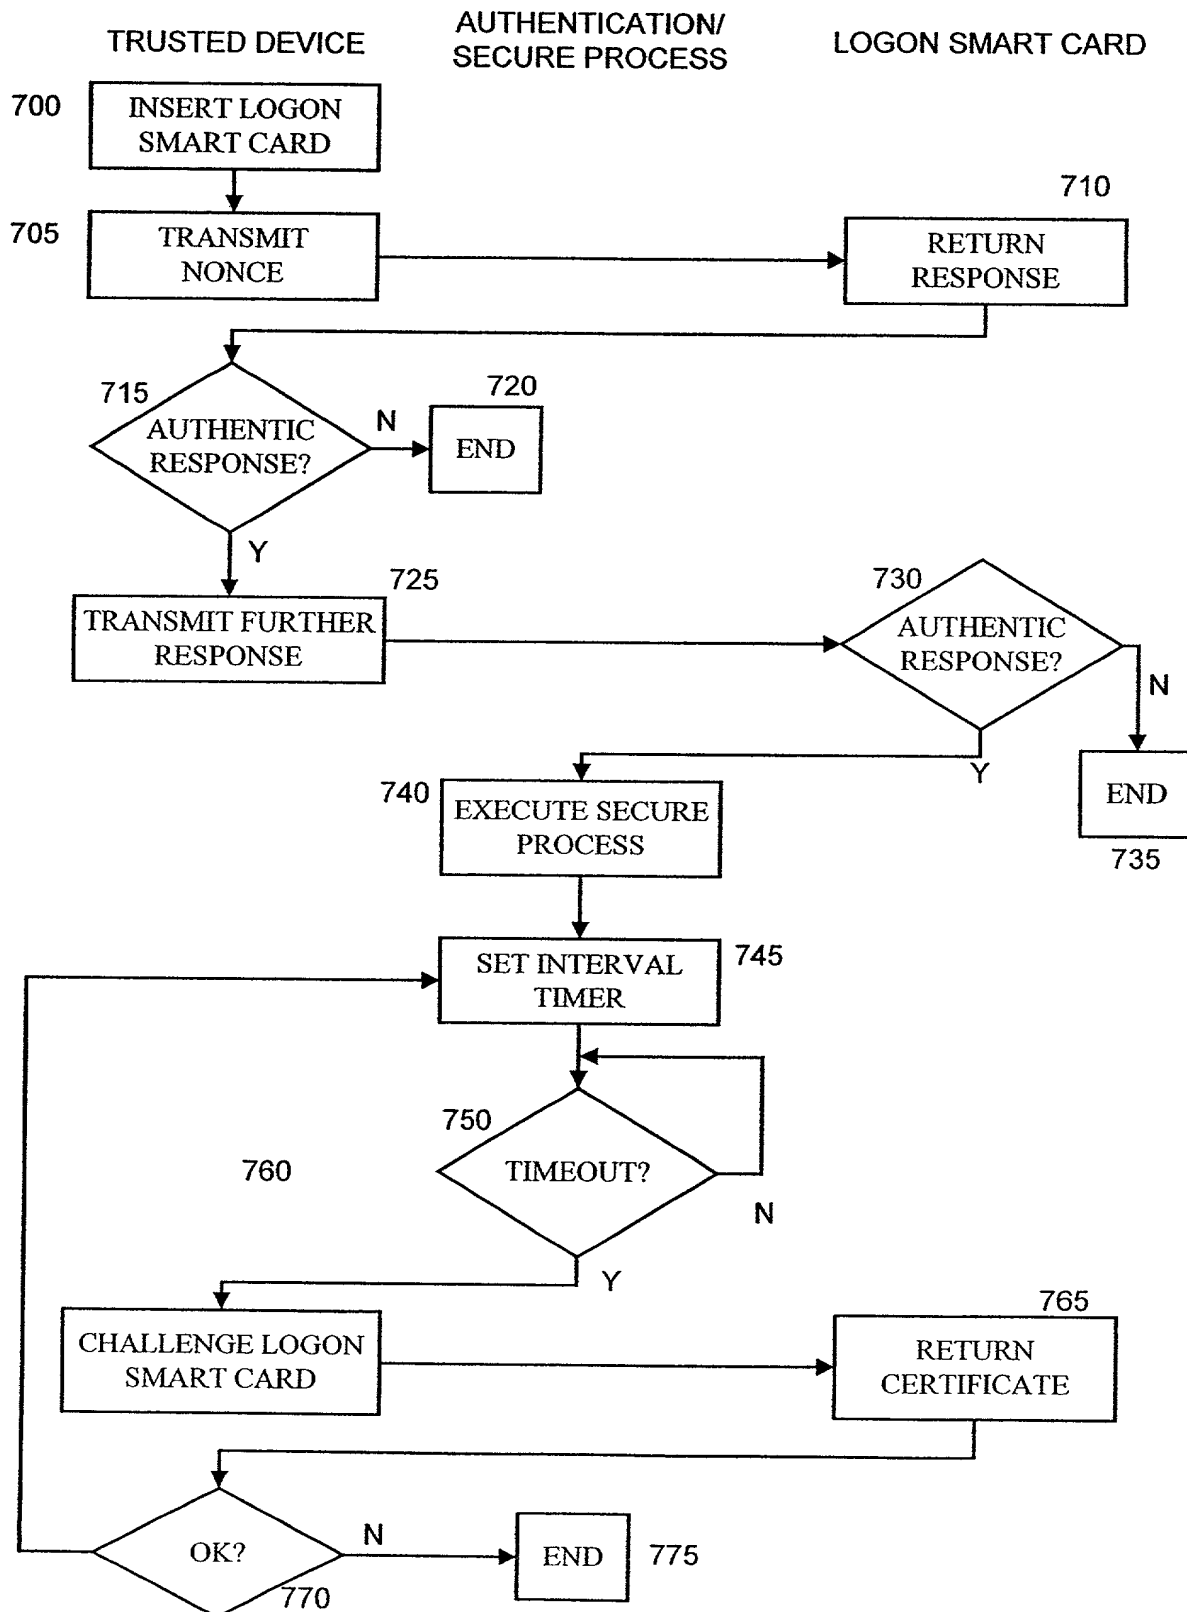 TRUSTED DEVICE
AUTHENTICATION/
SECURE PROCESS
LOGON SMART CARD
700
INSERT LOGON
SMART CARD
705
TRANSMIT
NONCE
710
RETURN
RESPONSE
715
AUTHENTIC
RESPONSE?
N
720
END
Y
725
TRANSMIT FURTHER
RESPONSE
730
AUTHENTIC
RESPONSE?
N
Y
END
735
740
EXECUTE SECURE
PROCESS
745
SET INTERVAL
TIMER
750
TIMEOUT?
N
760
Y
CHALLENGE LOGON
SMART CARD
765
RETURN
CERTIFICATE
OK?
770
N
END
775